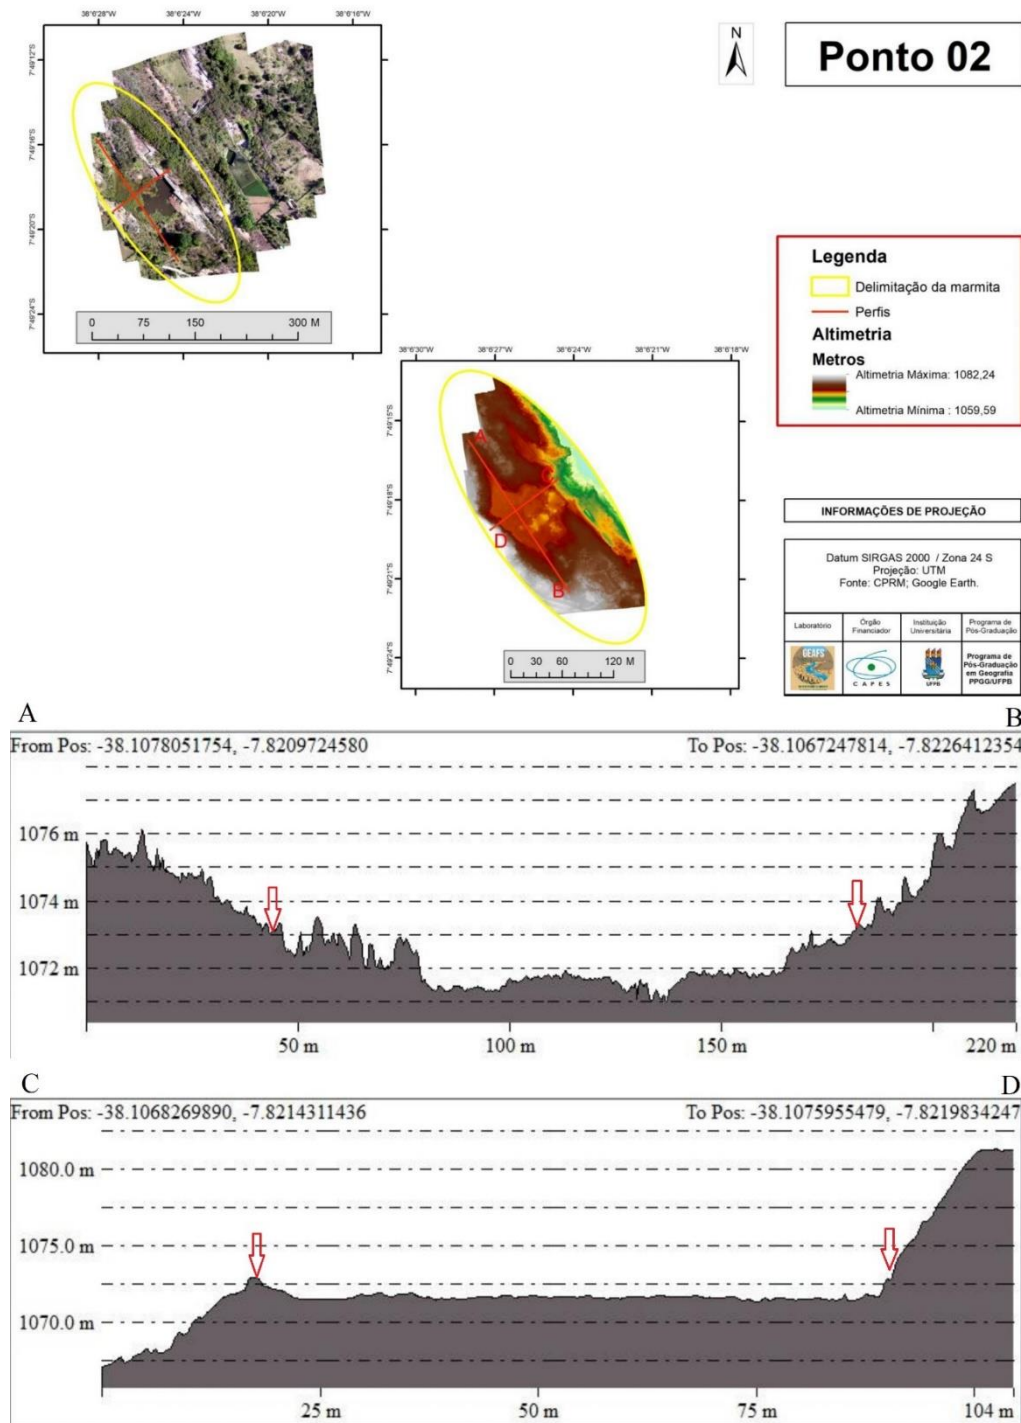 38°6'28"W 38°6'24"W 38°6'20"W 38°6'16"W
7°49'12"S
7°49'16"S
7°49'20"S
7°49'24"S
0 75 150 300 M
N
Ponto 02
Legenda
Delimitação da marmita
Perfis
Altimetria
Metros
Altimetria Máxima: 1082,24
Altimetria Mínima : 1059,59
38°6'30"W 38°6'27"W 38°6'24"W 38°6'21"W 38°6'18"W
7°49'15"S
7°49'18"S
7°49'21"S
7°49'24"S
A
C
D
B
0 30 60 120 M
INFORMAÇÕES DE PROJEÇÃO
Datum SIRGAS 2000 / Zona 24 S
Projeção: UTM
Fonte: CPRM; Google Earth.
Laboratório
Órgão
Financiador
Instituição
Universitária
Programa de
Pós-Graduação
GEAFS
CAPES
UFPB
Programa de
Pós-Graduação
em Geografia
PPGG/UFPB
A B
From Pos: -38.1078051754, -7.8209724580 To Pos: -38.1067247814, -7.8226412354
1076 m
1074 m
1072 m
50 m 100 m 150 m 220 m
C D
From Pos: -38.1068269890, -7.8214311436 To Pos: -38.1075955479, -7.8219834247
1080.0 m
1075.0 m
1070.0 m
25 m 50 m 75 m 104 m